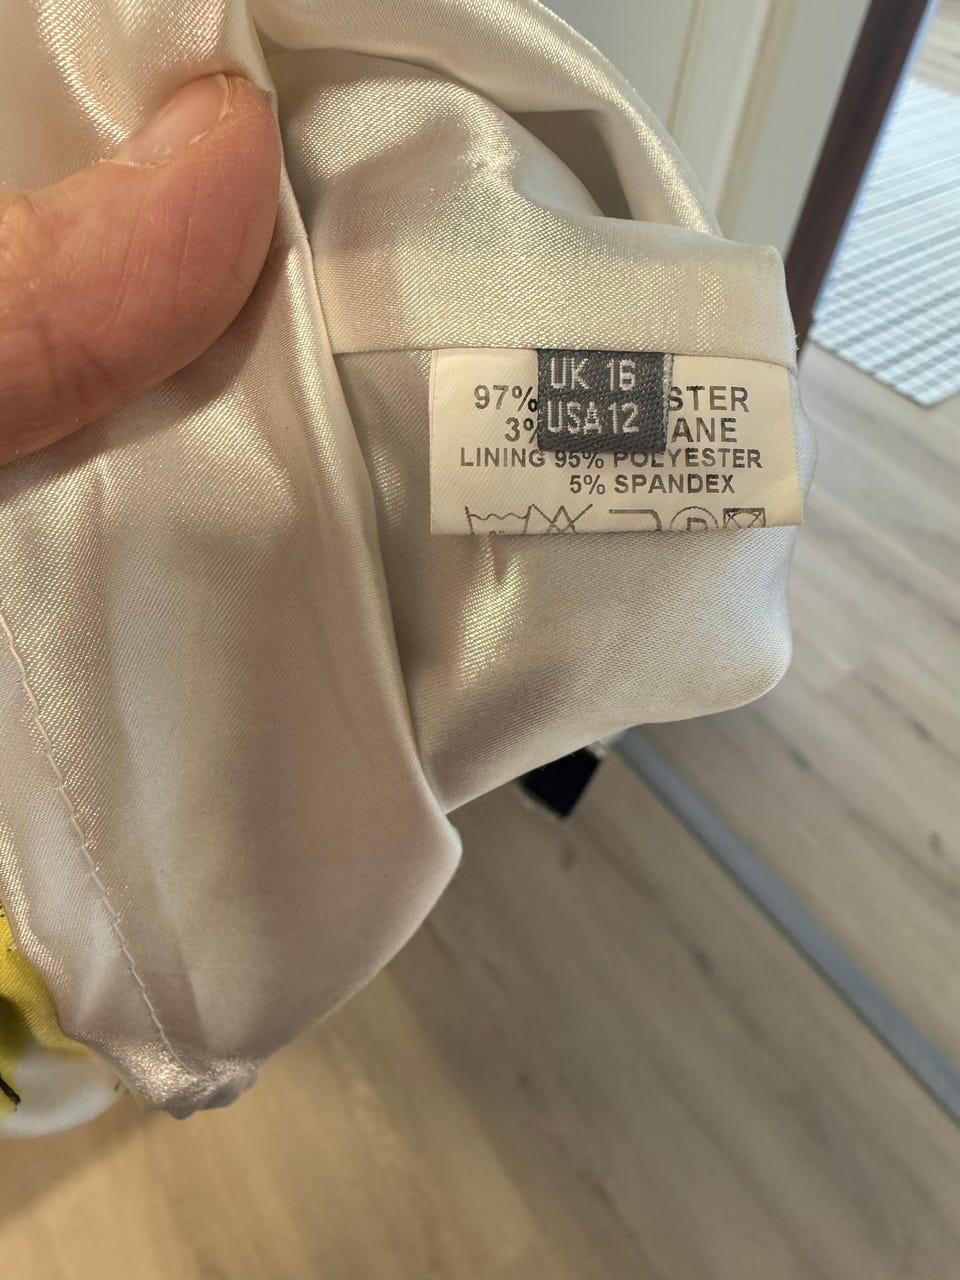 UK 16
USA 12
97% STER
3% ANE
LINING 95% POLYESTER
5% SPANDEX
P